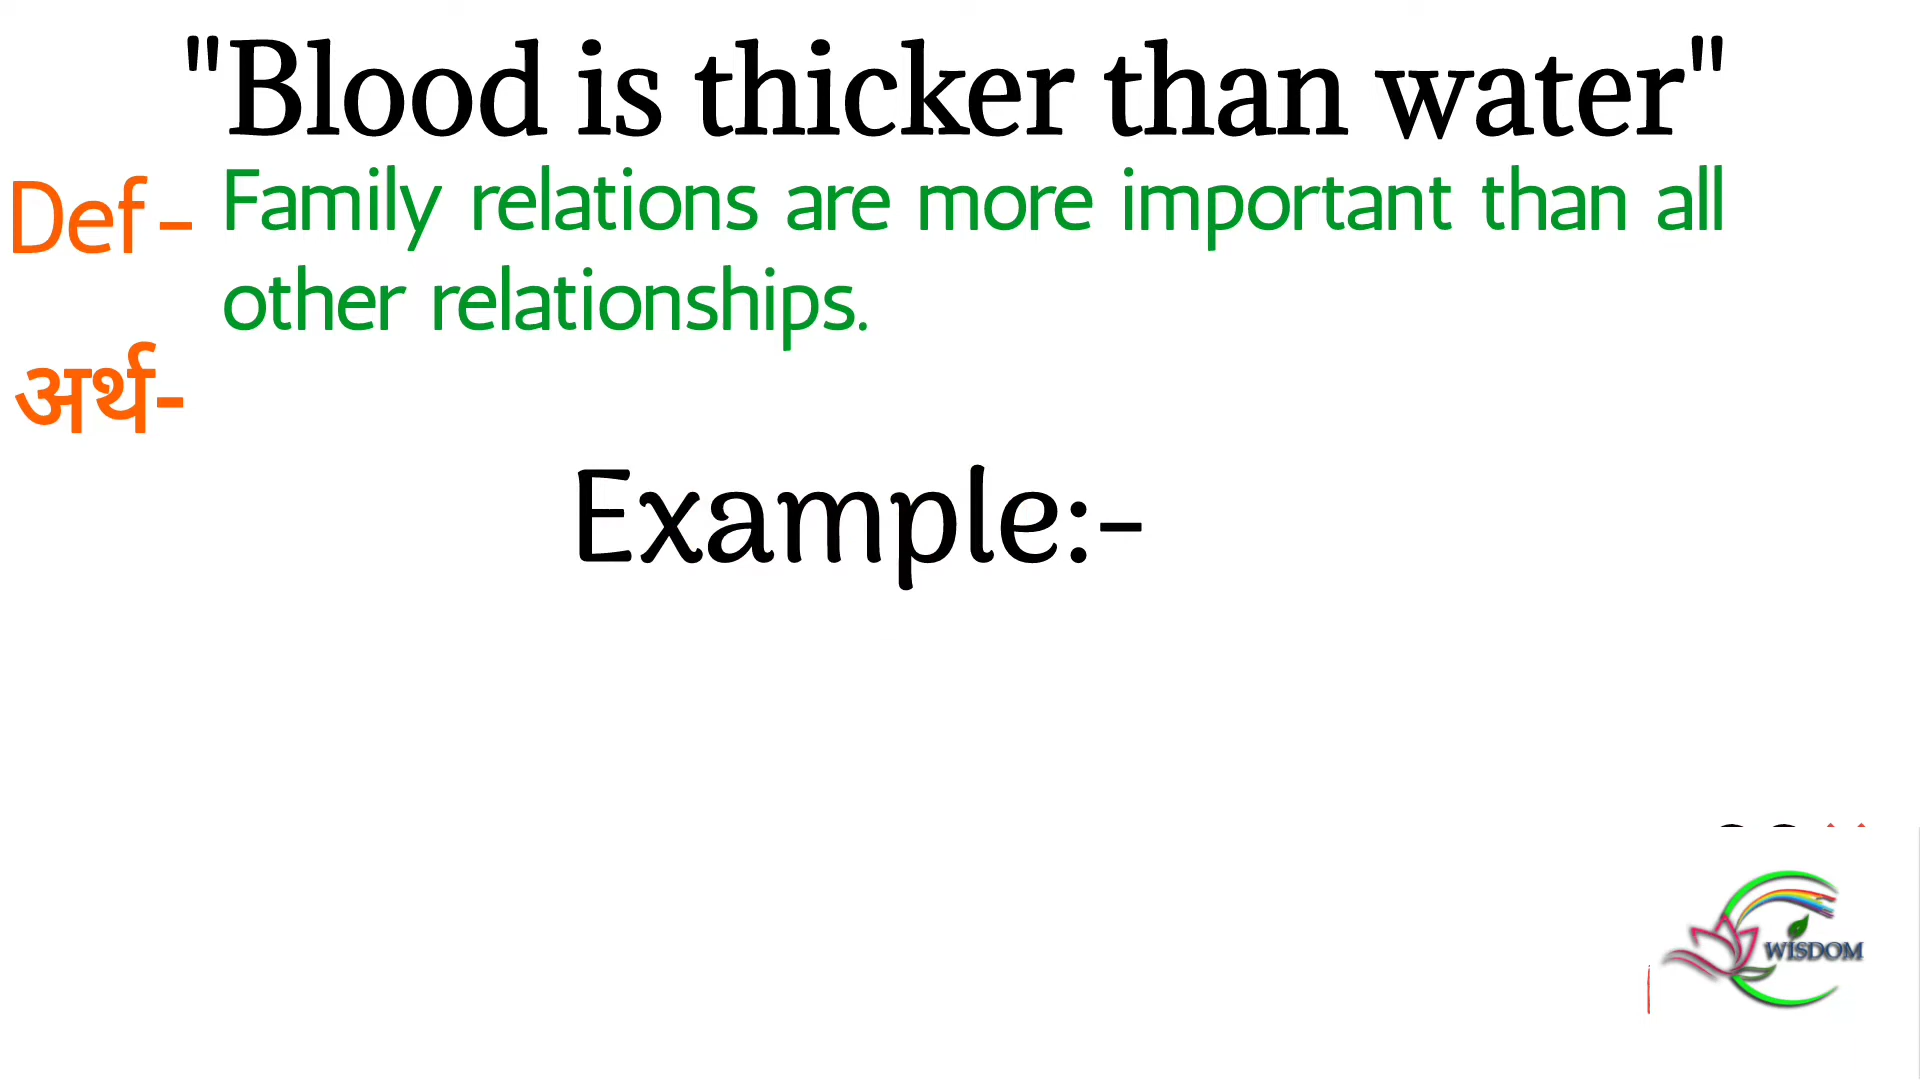 "Blood is thicker than water"
Def - Family relations are more important than all
other relationships.
अर्थ-
Example:-
WISDOM